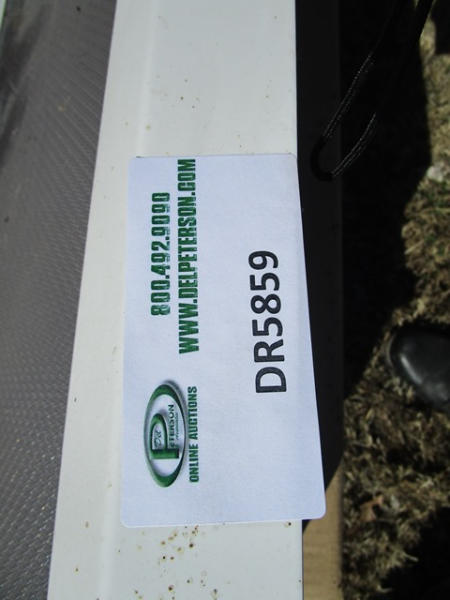 800.492.9090
WWW.DELPETERSON.COM
PETERSON
ONLINE AUCTIONS
DR5859